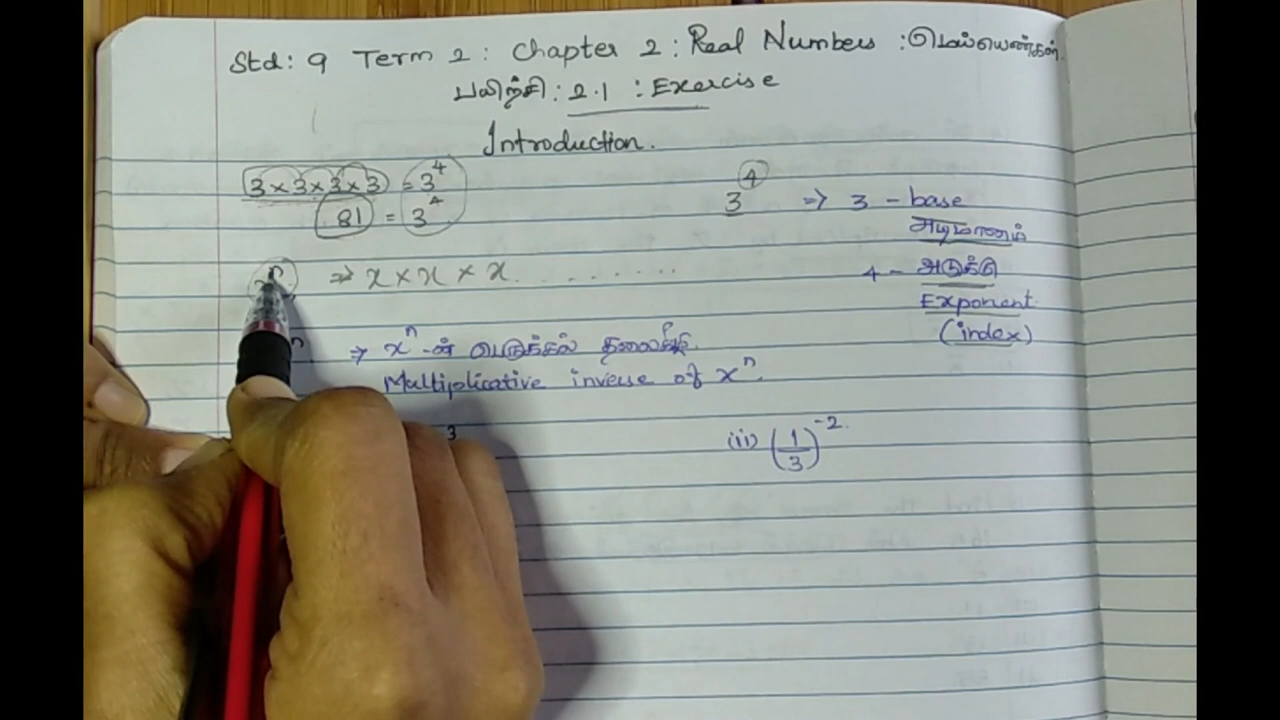 Std: 9 Term 2 : Chapter 2 : Real Numbers : மெய்யெண்கள்.
பயிற்சி : 2.1 : Exercise
Introduction.
3 × 3 × 3 × 3 = 3⁴
81 = 3⁴
3⁴ ⇒ 3 - base
அடிமானம்
xⁿ ⇒ x × x × x . . . . . . . .
4 - அடுக்கு
Exponent
(index)
n. ⇒ xⁿ -ன் பெருக்கல் தலைகீழி.
Multiplicative inverse of xⁿ.
3
(ii) (1/3)⁻².